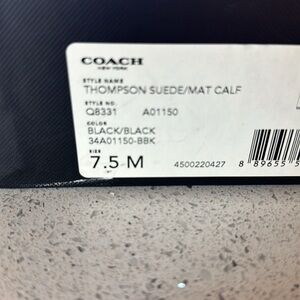 COACH
NEW YORK
STYLE NAME
THOMPSON SUEDE/MAT CALF
STYLE NO.
Q8331 A01150
COLOR
BLACK/BLACK
34A01150-BBK
SIZE
7.5 M 4500220427 8 89655